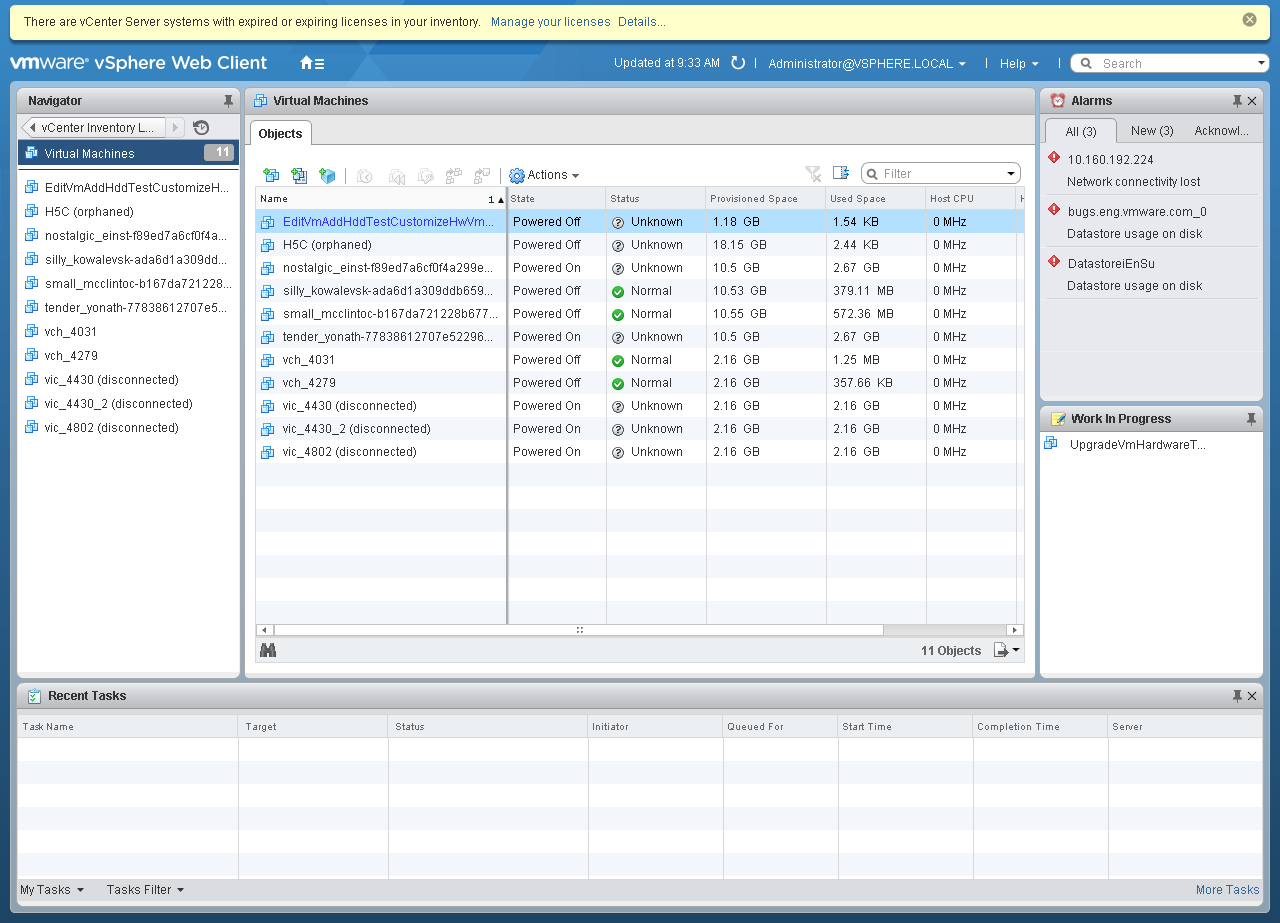 There are vCenter Server systems with expired or expiring licenses in your inventory. Manage your licenses Details...
vmware® vSphere Web Client
Updated at 9:33 AM
Administrator@VSPHERE.LOCAL
Help
Search
Navigator
vCenter Inventory L...
Virtual Machines 11
EditVmAddHddTestCustomizeH...
H5C (orphaned)
nostalgic_einst-f89ed7a6cf0f4a...
silly_kowalevsk-ada6d1a309dd...
small_mcclintoc-b167da721228...
tender_yonath-77838612707e5...
vch_4031
vch_4279
vic_4430 (disconnected)
vic_4430_2 (disconnected)
vic_4802 (disconnected)
Virtual Machines
Objects
Actions
Filter
Name 1 State Status Provisioned Space Used Space Host CPU H
EditVmAddHddTestCustomizeHwVm... Powered Off Unknown 1.18 GB 1.54 KB 0 MHz
H5C (orphaned) Powered Off Unknown 18.15 GB 2.44 KB 0 MHz
nostalgic_einst-f89ed7a6cf0f4a299e... Powered On Unknown 10.5 GB 2.67 GB 0 MHz
silly_kowalevsk-ada6d1a309ddb659... Powered Off Normal 10.53 GB 379.11 MB 0 MHz
small_mcclintoc-b167da721228b677... Powered Off Normal 10.55 GB 572.36 MB 0 MHz
tender_yonath-77838612707e52296... Powered On Unknown 10.5 GB 2.67 GB 0 MHz
vch_4031 Powered Off Normal 2.16 GB 1.25 MB 0 MHz
vch_4279 Powered Off Normal 2.16 GB 357.66 KB 0 MHz
vic_4430 (disconnected) Powered On Unknown 2.16 GB 2.16 GB 0 MHz
vic_4430_2 (disconnected) Powered On Unknown 2.16 GB 2.16 GB 0 MHz
vic_4802 (disconnected) Powered On Unknown 2.16 GB 2.16 GB 0 MHz
11 Objects
Alarms
All (3) New (3) Acknowl...
10.160.192.224
Network connectivity lost
bugs.eng.vmware.com_0
Datastore usage on disk
DatastoreiEnSu
Datastore usage on disk
Work In Progress
UpgradeVmHardwareT...
Recent Tasks
Task Name Target Status Initiator Queued For Start Time Completion Time Server
My Tasks Tasks Filter More Tasks